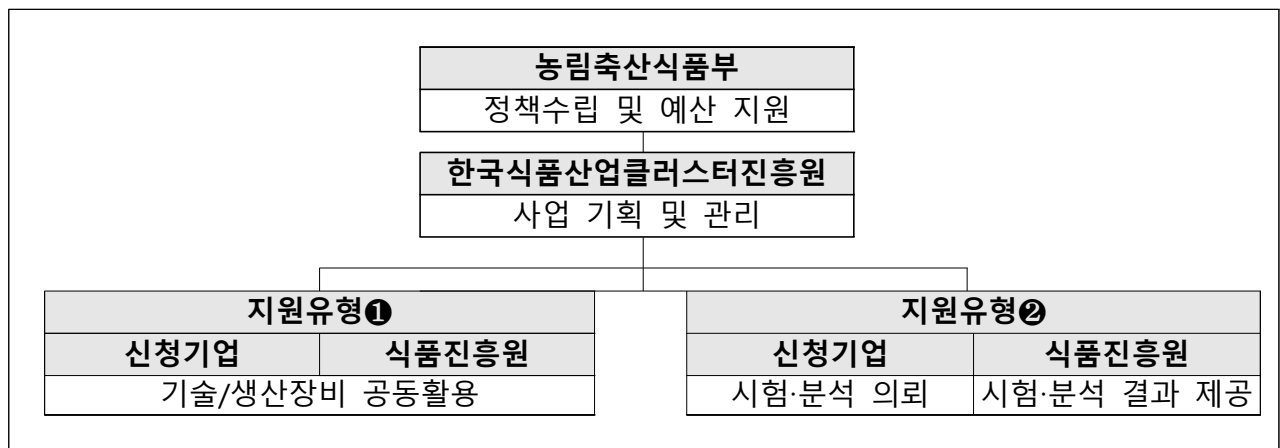 농림축산식품부
정책수립 및 예산 지원
한국식품산업클러스터진흥원
사업 기획 및 관리
지원유형❶
지원유형❷
신청기업 식품진흥원
신청기업 식품진흥원
기술/생산장비 공동활용
시험·분석 의뢰 시험·분석 결과 제공